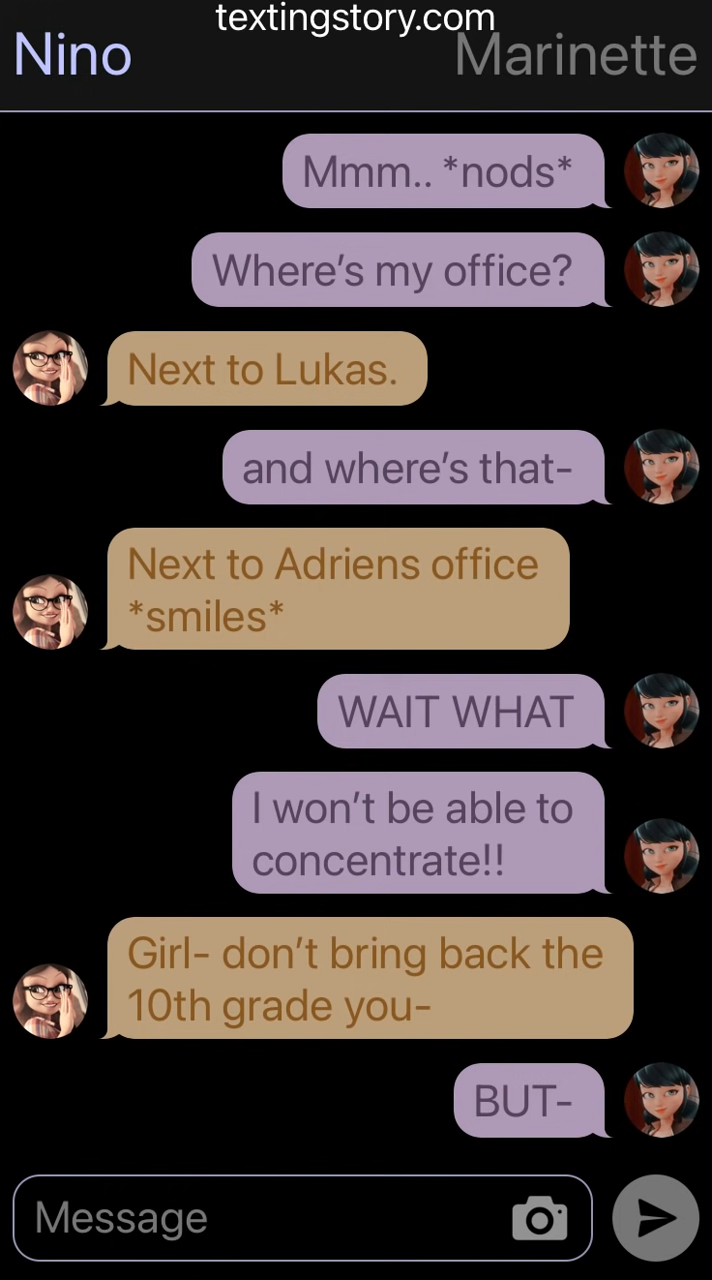 textingstory.com
Nino
Marinette
Mmm.. *nods*
Where's my office?
Next to Lukas.
and where's that-
Next to Adriens office
*smiles*
WAIT WHAT
I won't be able to
concentrate!!
Girl- don't bring back the
10th grade you-
BUT-
Message